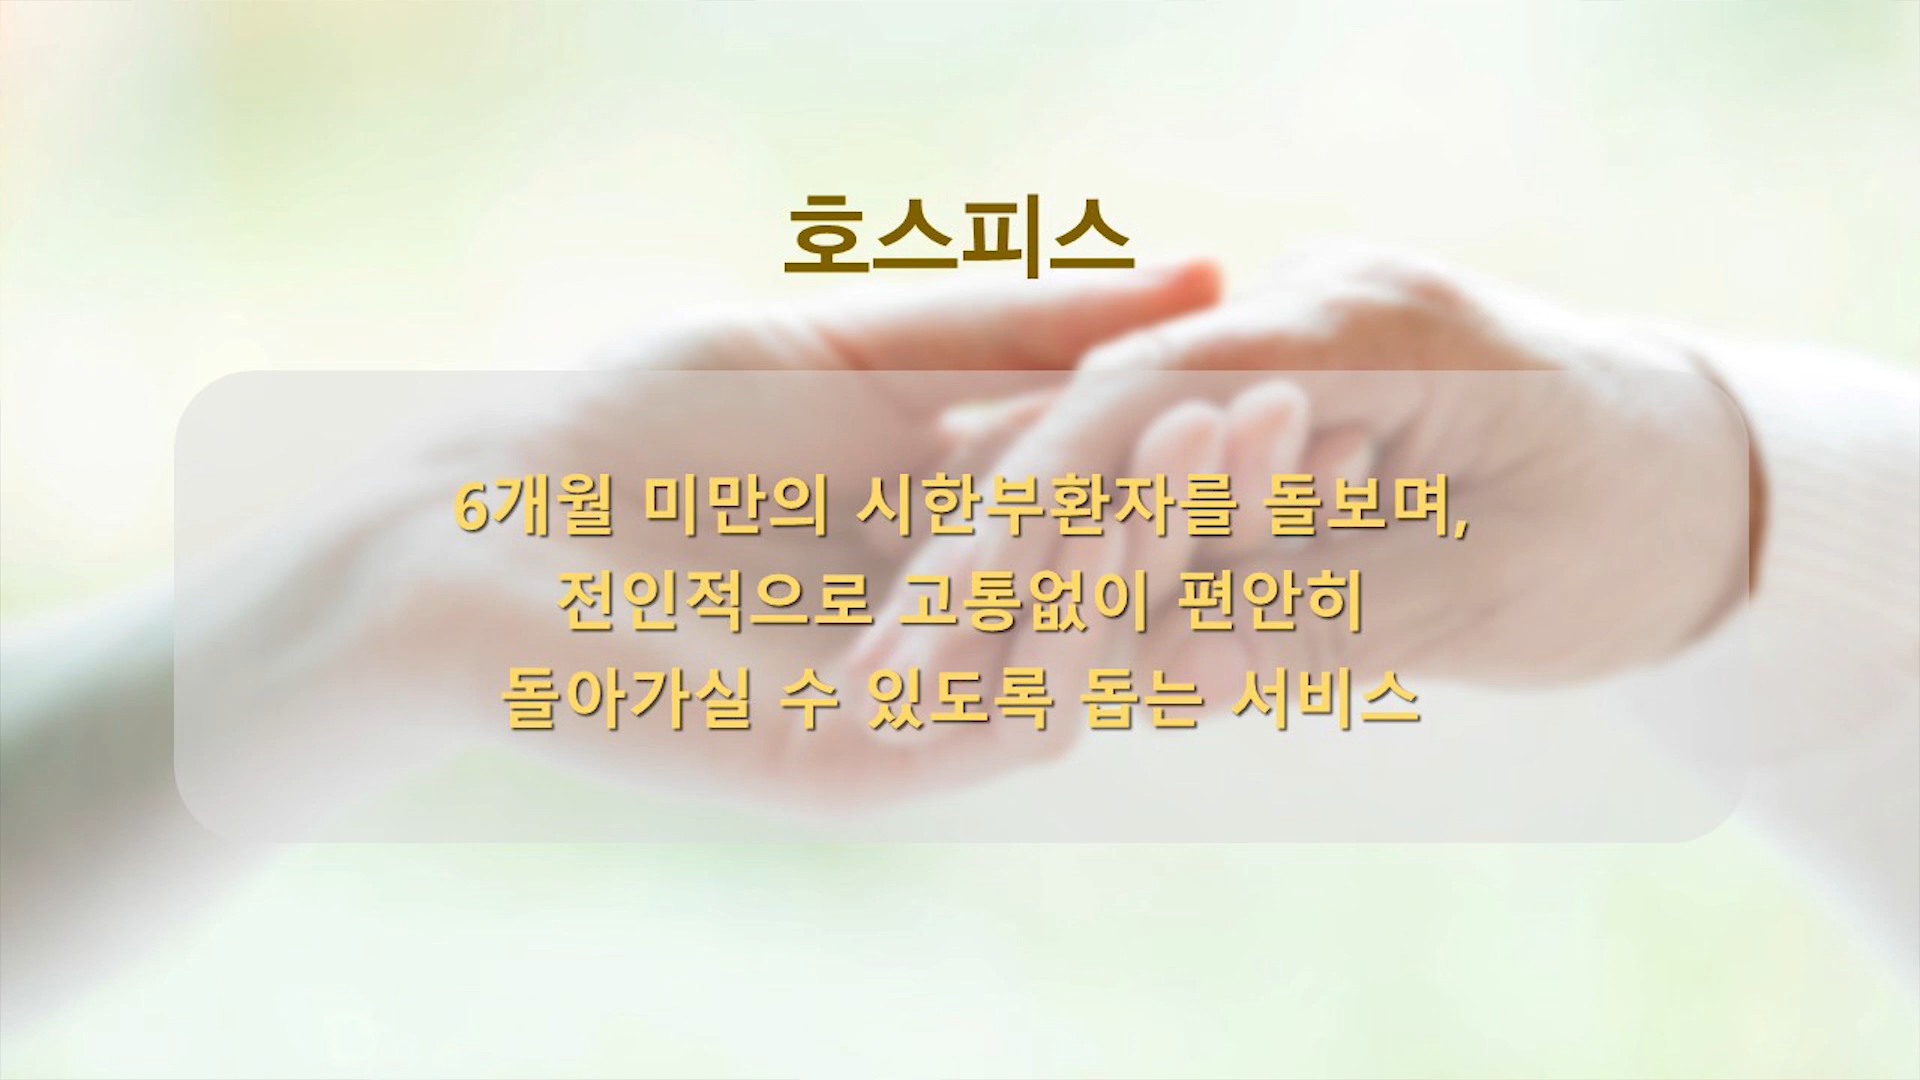 호스피스
6개월 미만의 시한부환자를 돌보며,
전인적으로 고통없이 편안히
돌아가실 수 있도록 돕는 서비스